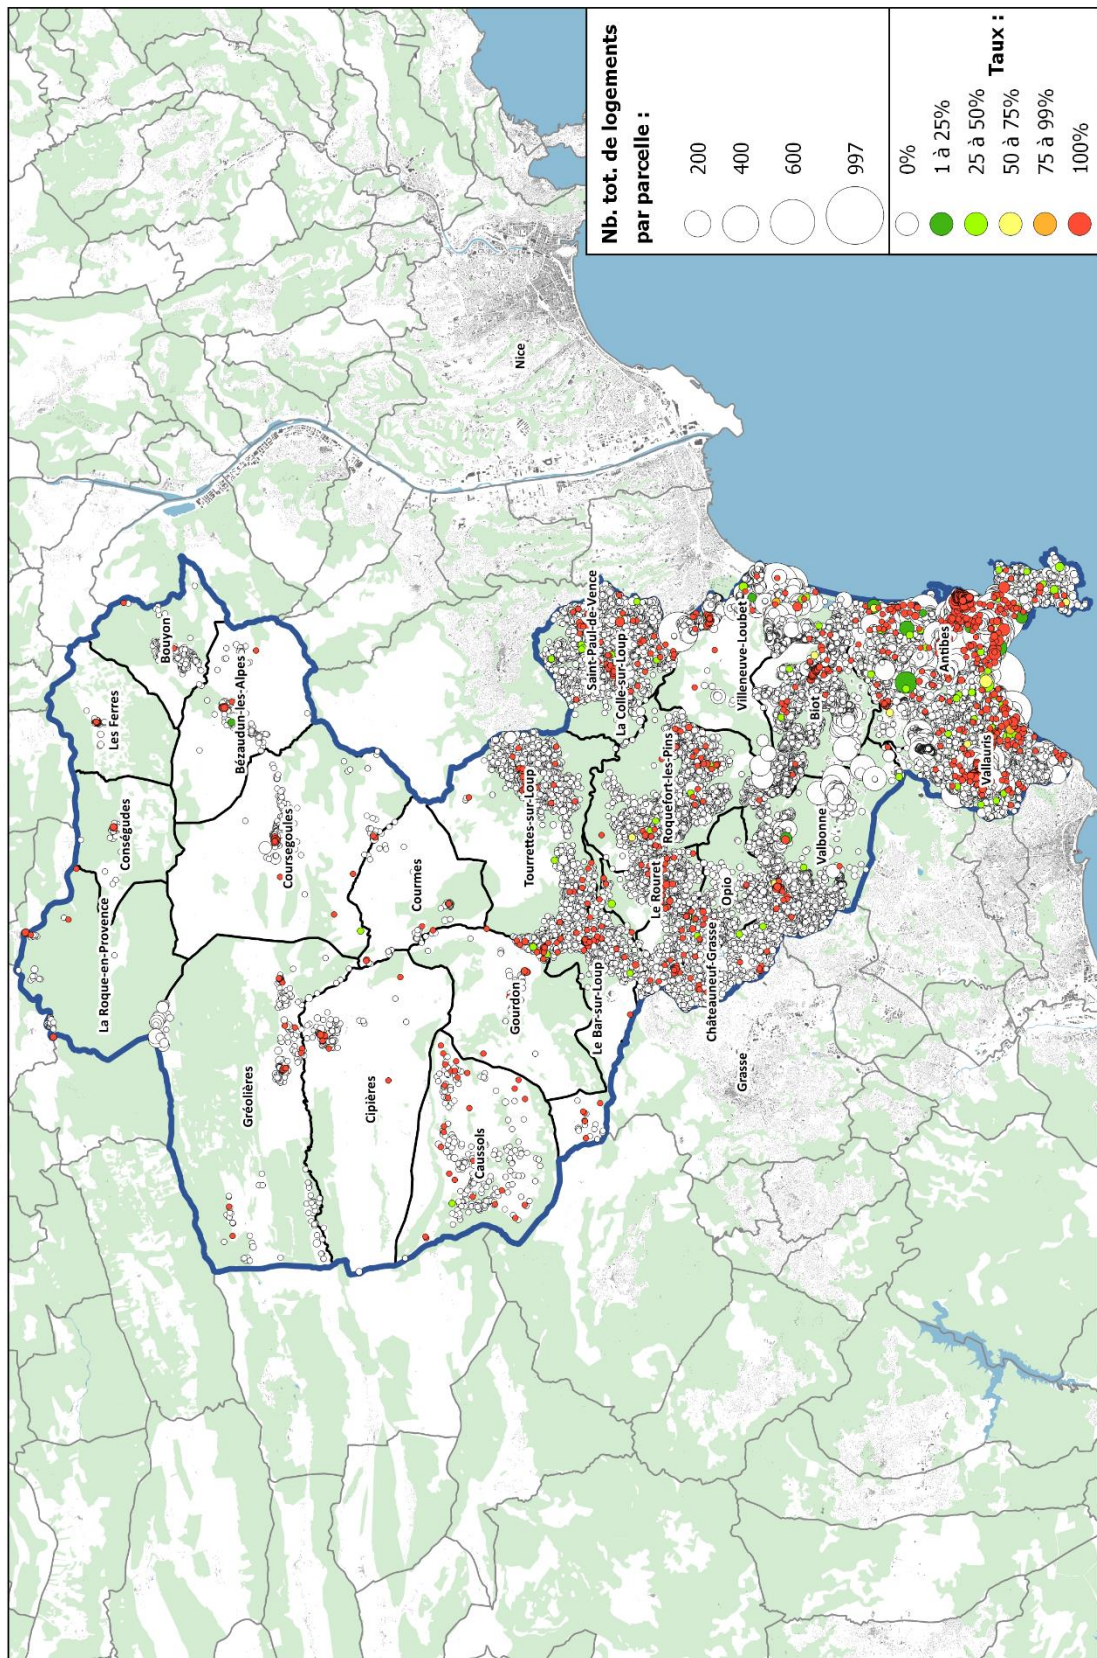 La Roque-en-Provence
Conségudes
Les Ferres
Bouyon
Bézaudun-les-Alpes
Gréolières
Coursegoules
Cipières
Courmes
Caussols
Gourdon
Tourrettes-sur-Loup
Saint-Paul-de-Vence
La Colle-sur-Loup
Le Bar-sur-Loup
Le Rouret
Roquefort-les-Pins
Châteauneuf-Grasse
Opio
Villeneuve-Loubet
Biot
Valbonne
Antibes
Vallauris
Grasse
Nice
Nb. tot. de logements
par parcelle :
200
400
600
997
Taux :
0%
1 à 25%
25 à 50%
50 à 75%
75 à 99%
100%